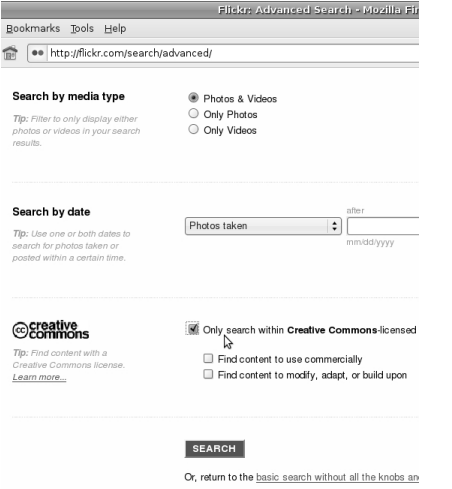 Flickr: Advanced Search - Mozilla Fi
Bookmarks Tools Help
http://flickr.com/search/advanced/
Search by media type
Photos & Videos
Tip: Filter to only display either
photos or videos in your search
results.
Only Photos
Only Videos
Search by date
Tip: Use one or both dates to
search for photos taken or
posted within a certain time.
Photos taken
after
mm/dd/yyyy
cc creative commons
Tip: Find content with a
Creative Commons license.
Learn more...
Only search within Creative Commons-licensed
Find content to use commercially
Find content to modify, adapt, or build upon
SEARCH
Or, return to the basic search without all the knobs an